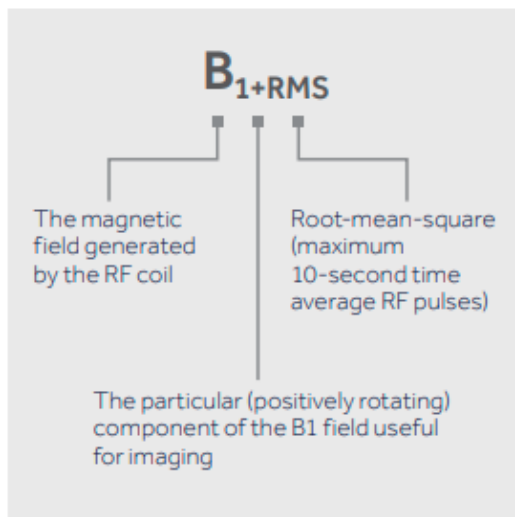 B1+RMS
The magnetic
field generated
by the RF coil
Root-mean-square
(maximum
10-second time
average RF pulses)
The particular (positively rotating)
component of the B1 field useful
for imaging